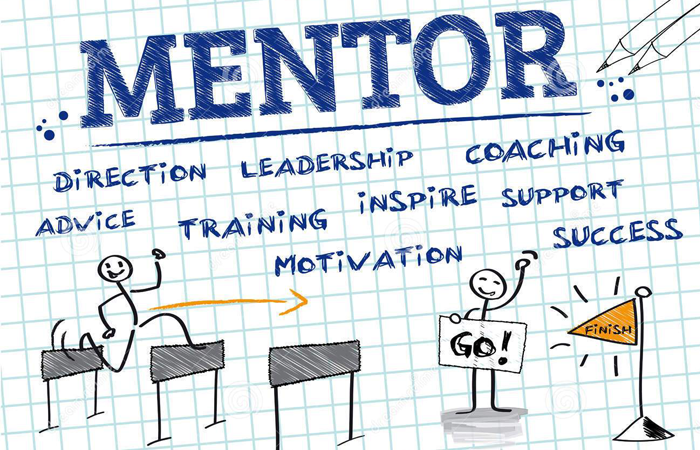 MENTOR
DIRECTION LEADERSHIP COACHING
ADVICE TRAINING INSPIRE SUPPORT
MOTIVATION SUCCESS
GO!
FINISH